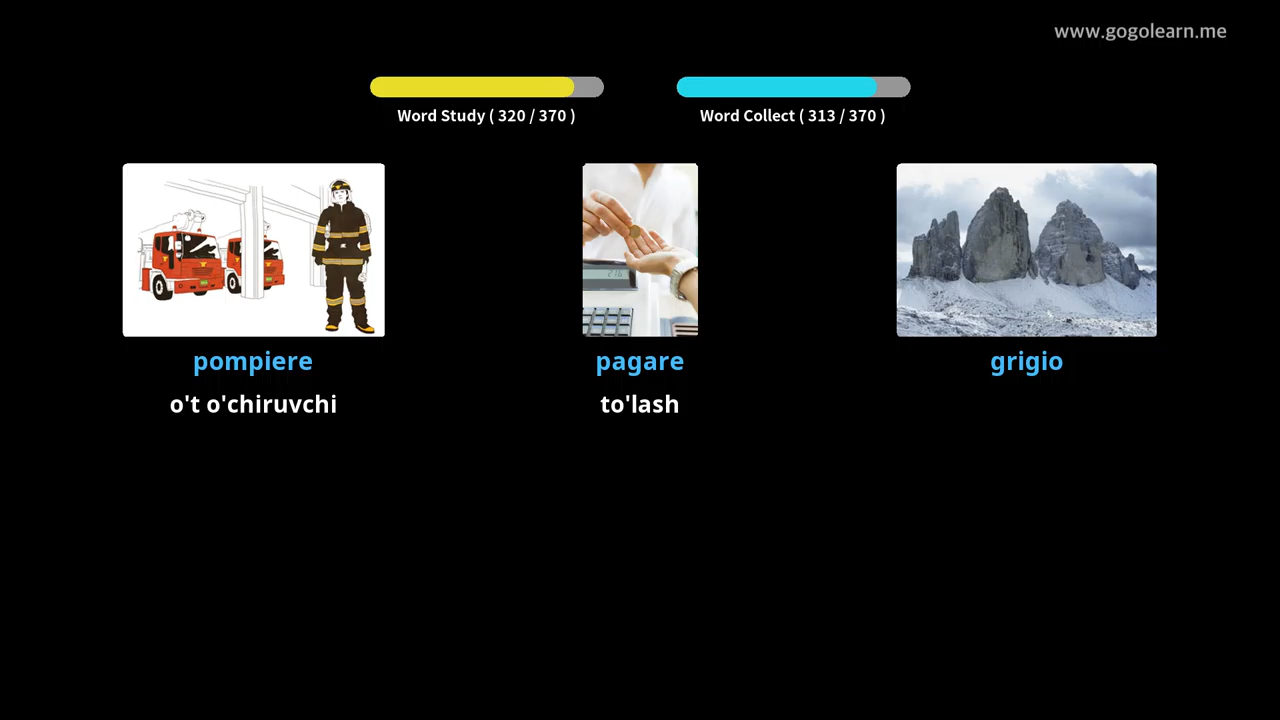 www.gogolearn.me
Word Study ( 320 / 370 )
Word Collect ( 313 / 370 )
pompiere
pagare
grigio
o't o'chiruvchi
to'lash